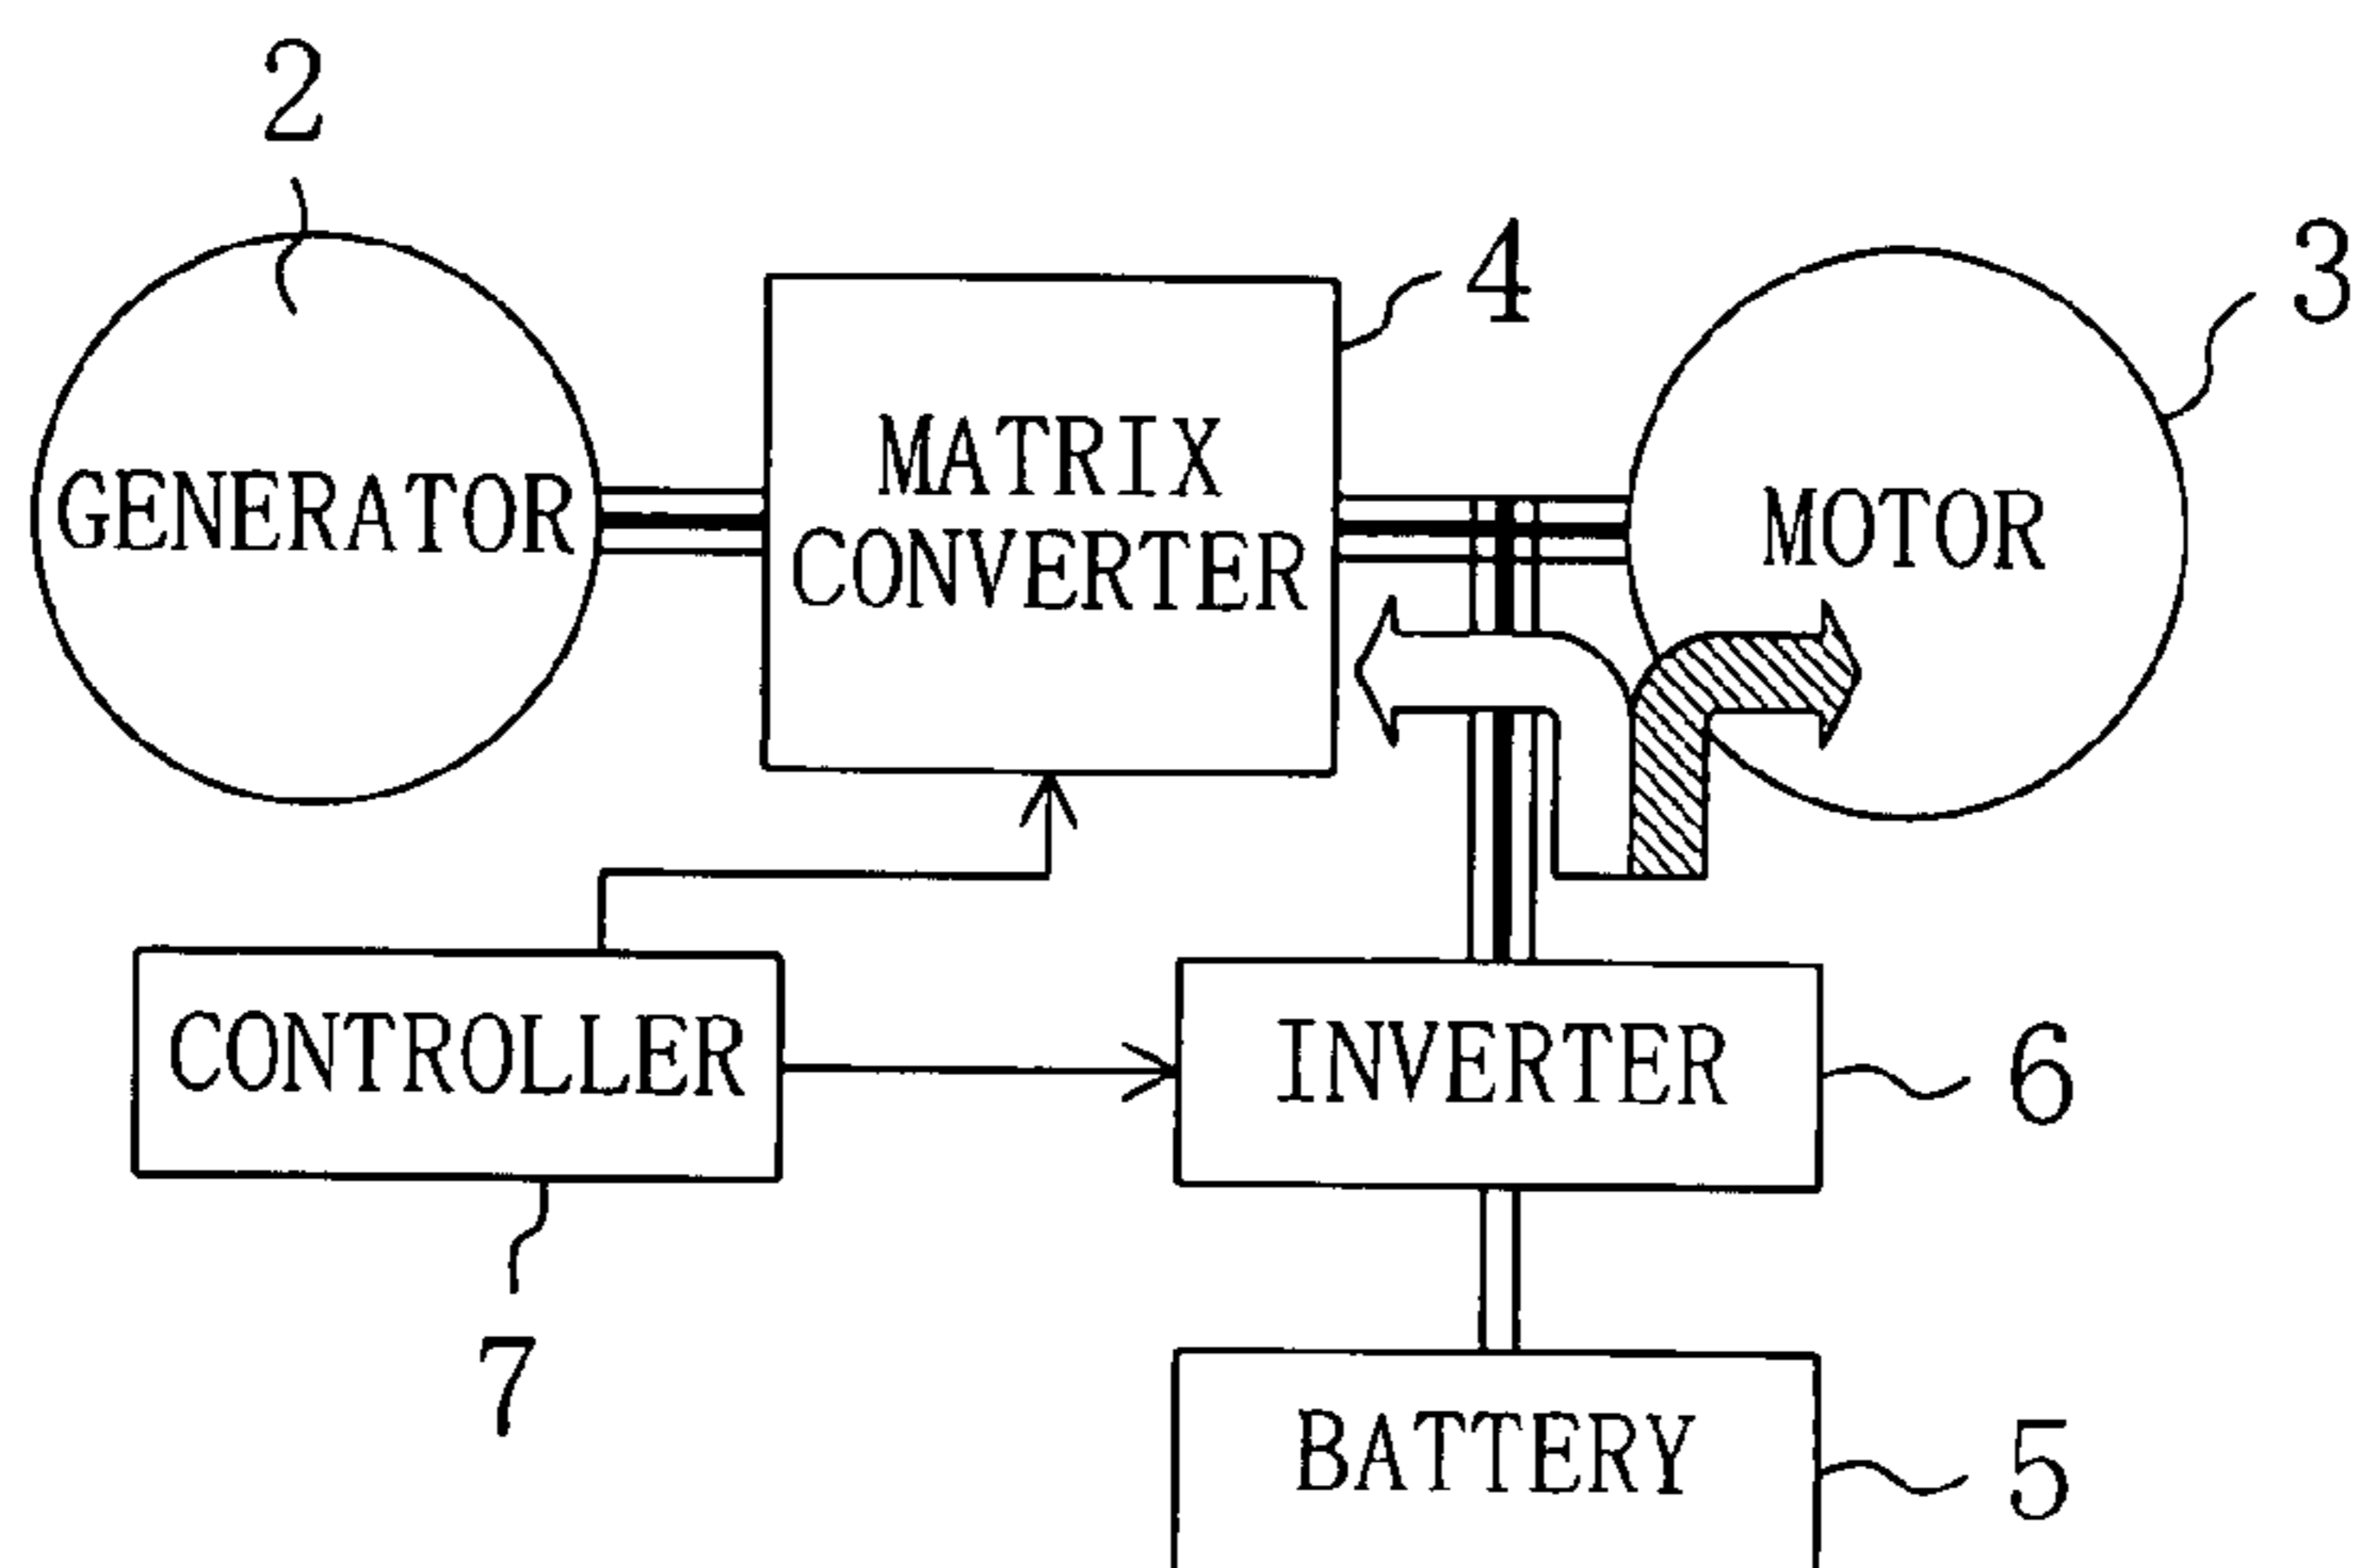 2
4
3
GENERATOR
MATRIX
CONVERTER
MOTOR
CONTROLLER
INVERTER
6
7
BATTERY
5